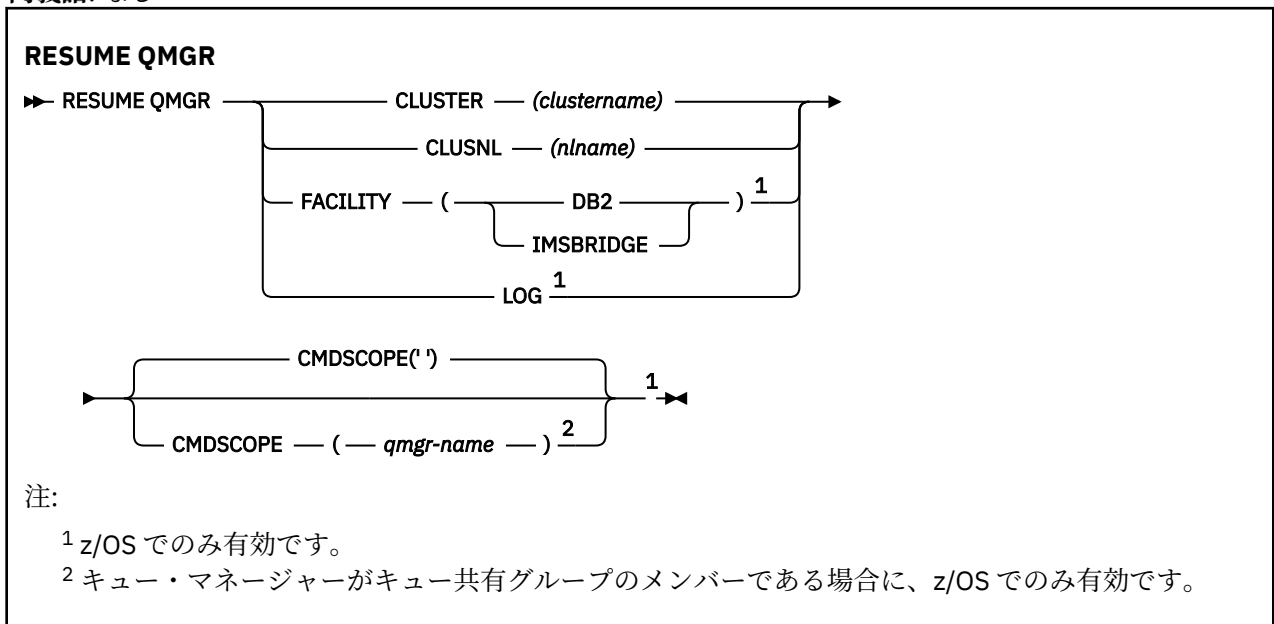 RESUME QMGR
RESUME QMGR CLUSTER (clustername)
CLUSNL (nlname)
FACILITY ( DB2 ) 1
IMSBRIDGE
LOG 1
CMDSCOPE(' ')
1
CMDSCOPE ( qmgr-name ) 2
注:
1 z/OS でのみ有効です。
2 キュー・マネージャーがキュー共有グループのメンバーである場合に、z/OS でのみ有効です。